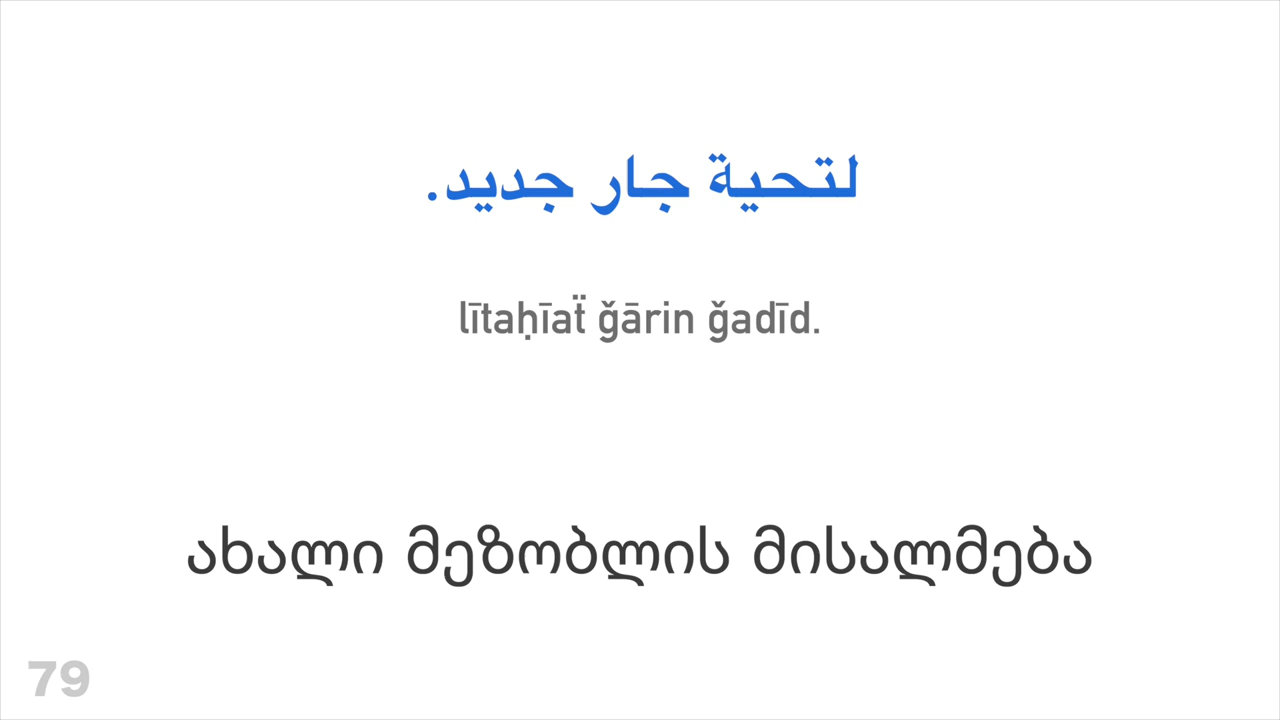 لتحية جار جديد.
lītaḥīaẗ ǧārin ǧadīd.
ახალი მეზობლის მისალმება
79